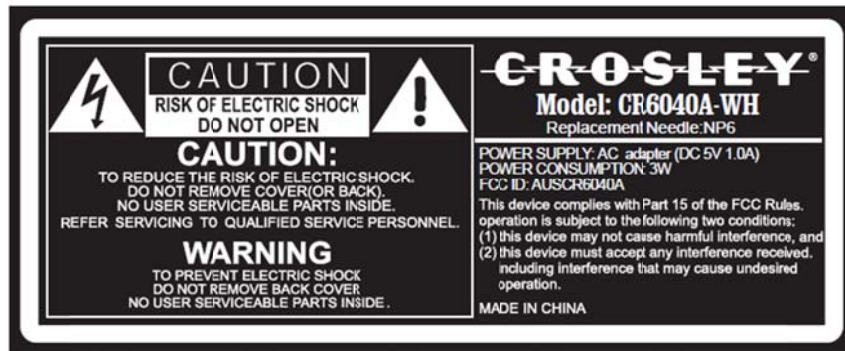 CAUTION
RISK OF ELECTRIC SHOCK
DO NOT OPEN
CAUTION:
TO REDUCE THE RISK OF ELECTRIC SHOCK.
DO NOT REMOVE COVER(OR BACK).
NO USER SERVICEABLE PARTS INSIDE.
REFER SERVICING TO QUALIFIED SERVICE PERSONNEL.
WARNING
TO PREVENT ELECTRIC SHOCK
DO NOT REMOVE BACK COVER
NO USER SERVICEABLE PARTS INSIDE.
CROSLEY®
Model: CR6040A-WH
Replacement Needle:NP6
POWER SUPPLY: AC adapter (DC 5V 1.0A)
POWER CONSUMPTION: 3W
FCC ID: AUSCR6040A
This device complies with Part 15 of the FCC Rules.
operation is subject to the following two conditions:
(1) this device may not cause harmful interference, and
(2) this device must accept any interference received.
including interference that may cause undesired
operation.
MADE IN CHINA